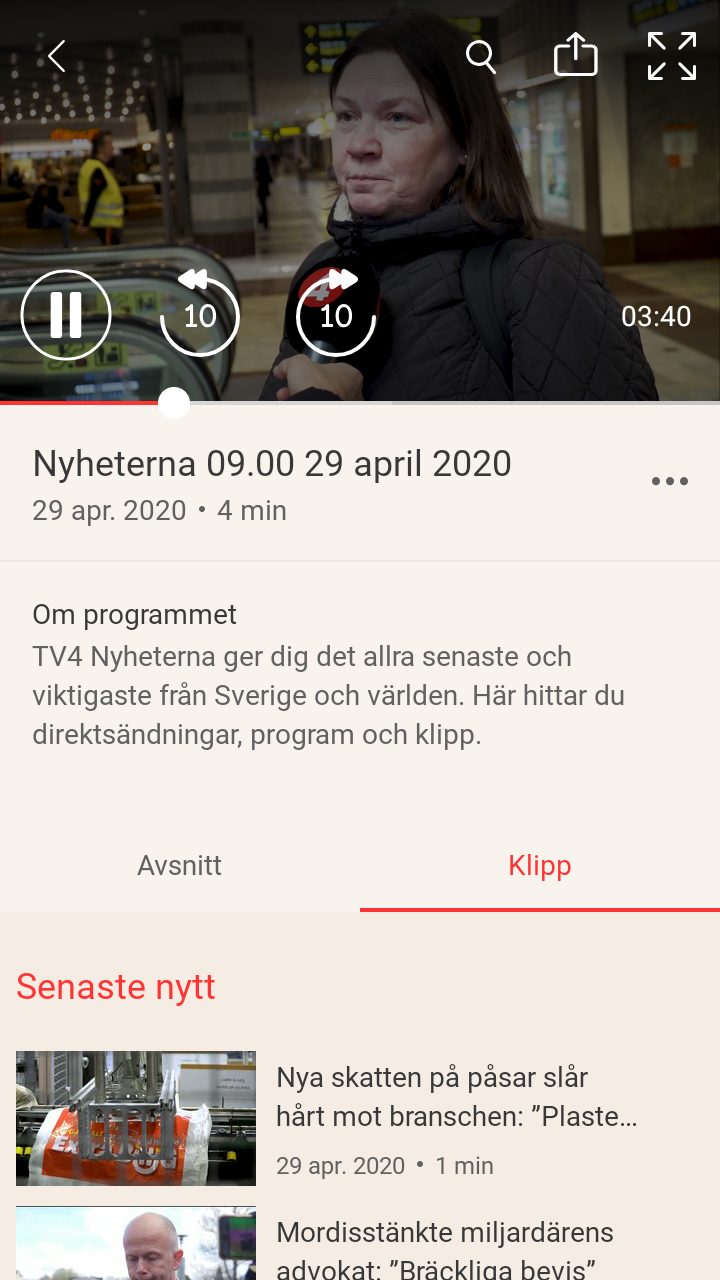 10
10
03:40
Nyheterna 09.00 29 april 2020
29 apr. 2020 • 4 min
Om programmet
TV4 Nyheterna ger dig det allra senaste och
viktigaste från Sverige och världen. Här hittar du
direktsändningar, program och klipp.
Avsnitt
Klipp
Senaste nytt
Nya skatten på påsar slår
hårt mot branschen: ”Plaste...
29 apr. 2020 • 1 min
Mordisstänkte miljardärens
advokat: ”Bräckliga bevis”